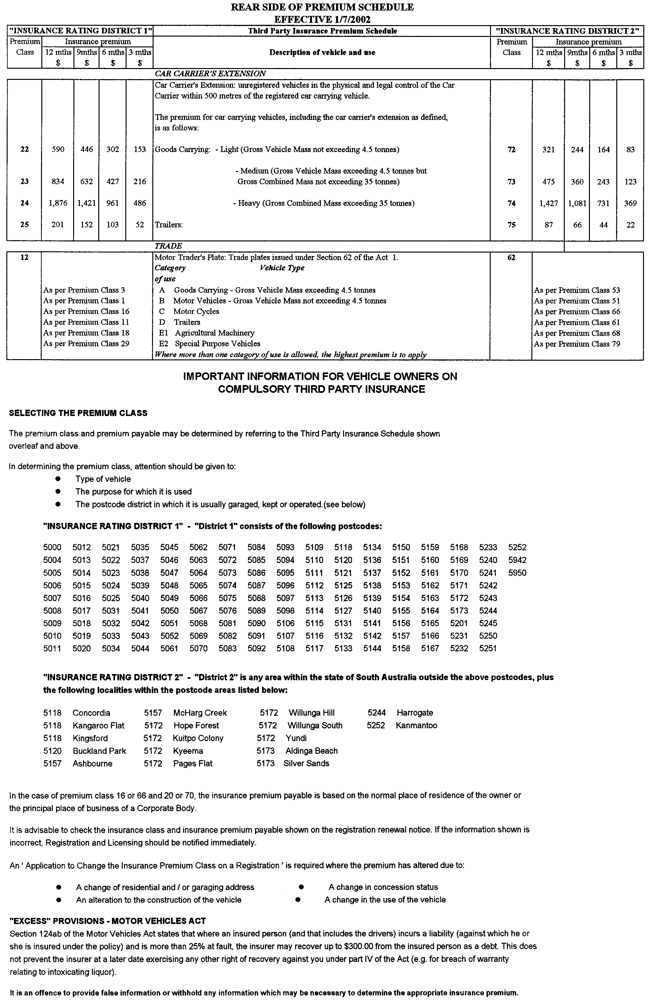 REAR SIDE OF PREMIUM SCHEDULE
EFFECTIVE 1/7/2002
"INSURANCE RATING DISTRICT 1" Third Party Insurance Premium Schedule "INSURANCE RATING DISTRICT 2"
Premium Insurance premium Premium Insurance premium
Class 12 mths 9mths 6 mths 3 mths Description of vehicle and use Class 12 mths 9mths 6 mths 3 mths
$ $ $ $ $ $ $ $
CAR CARRIER'S EXTENSION
Car Carrier's Extension: unregistered vehicles in the physical and legal control of the Car
Carrier within 500 metres of the registered car carrying vehicle.
The premium for car carrying vehicles, including the car carrier's extension as defined,
is as follows:
22 590 446 302 153 Goods Carrying: - Light (Gross Vehicle Mass not exceeding 4.5 tonnes) 72 321 244 164 83
- Medium (Gross Vehicle Mass exceeding 4.5 tonnes but
23 834 632 427 216 Gross Combined Mass not exceeding 35 tonnes) 73 475 360 243 123
24 1,876 1,421 961 486 - Heavy (Gross Combined Mass exceeding 35 tonnes) 74 1,427 1,081 731 369
25 201 152 103 52 Trailers: 75 87 66 44 22
TRADE
12 Motor Trader's Plate: Trade plates issued under Section 62 of the Act 1. 62
Category Vehicle Type
of use
As per Premium Class 3 A Goods Carrying - Gross Vehicle Mass exceeding 4.5 tonnes As per Premium Class 53
As per Premium Class 1 B Motor Vehicles - Gross Vehicle Mass not exceeding 4.5 tonnes As per Premium Class 51
As per Premium Class 16 C Motor Cycles As per Premium Class 66
As per Premium Class 11 D Trailers As per Premium Class 61
As per Premium Class 18 E1 Agricultural Machinery As per Premium Class 68
As per Premium Class 29 E2 Special Purpose Vehicles As per Premium Class 79
Where more than one category of use is allowed, the highest premium is to apply
IMPORTANT INFORMATION FOR VEHICLE OWNERS ON
COMPULSORY THIRD PARTY INSURANCE
SELECTING THE PREMIUM CLASS
The premium class and premium payable may be determined by referring to the Third Party Insurance Schedule shown
overleaf and above.
In determining the premium class, attention should be given to:
● Type of vehicle
● The purpose for which it is used
● The postcode district in which it is usually garaged, kept or operated.(see below)
"INSURANCE RATING DISTRICT 1" - "District 1" consists of the following postcodes:
5000 5012 5021 5035 5045 5062 5071 5084 5093 5109 5118 5134 5150 5159 5168 5233 5252
5004 5013 5022 5037 5046 5063 5072 5085 5094 5110 5120 5136 5151 5160 5169 5240 5942
5005 5014 5023 5038 5047 5064 5073 5086 5095 5111 5121 5137 5152 5161 5170 5241 5950
5006 5015 5024 5039 5048 5065 5074 5087 5096 5112 5125 5138 5153 5162 5171 5242
5007 5016 5025 5040 5049 5066 5075 5088 5097 5113 5126 5139 5154 5163 5172 5243
5008 5017 5031 5041 5050 5067 5076 5089 5098 5114 5127 5140 5155 5164 5173 5244
5009 5018 5032 5042 5051 5068 5081 5090 5106 5115 5131 5141 5156 5165 5201 5245
5010 5019 5033 5043 5052 5069 5082 5091 5107 5116 5132 5142 5157 5166 5231 5250
5011 5020 5034 5044 5061 5070 5083 5092 5108 5117 5133 5144 5158 5167 5232 5251
"INSURANCE RATING DISTRICT 2" - "District 2" is any area within the state of South Australia outside the above postcodes, plus
the following localities within the postcode areas listed below:
5118 Concordia 5157 McHarg Creek 5172 Willunga Hill 5244 Harrogate
5118 Kangaroo Flat 5172 Hope Forest 5172 Willunga South 5252 Kanmantoo
5118 Kingsford 5172 Kuitpo Colony 5172 Yundi
5120 Buckland Park 5172 Kyeema 5173 Aldinga Beach
5157 Ashbourne 5172 Pages Flat 5173 Silver Sands
In the case of premium class 16 or 66 and 20 or 70, the insurance premium payable is based on the normal place of residence of the owner or
the principal place of business of a Corporate Body.
It is advisable to check the insurance class and insurance premium payable shown on the registration renewal notice. If the information shown is
incorrect, Registration and Licensing should be notified immediately.
An ' Application to Change the Insurance Premium Class on a Registration ' is required where the premium has altered due to:
● A change of residential and / or garaging address ● A change in concession status
● An alteration to the construction of the vehicle ● A change in the use of the vehicle
"EXCESS" PROVISIONS - MOTOR VEHICLES ACT
Section 124ab of the Motor Vehicles Act states that where an insured person (and that includes the drivers) incurs a liability (against which he or
she is insured under the policy) and is more than 25% at fault, the insurer may recover up to $300.00 from the insured person as a debt. This does
not prevent the insurer at a later date exercising any other right of recovery against you under part IV of the Act (e.g. for breach of warranty
relating to intoxicating liquor).
It is an offence to provide false information or withhold any information which may be necessary to determine the appropriate insurance premium.